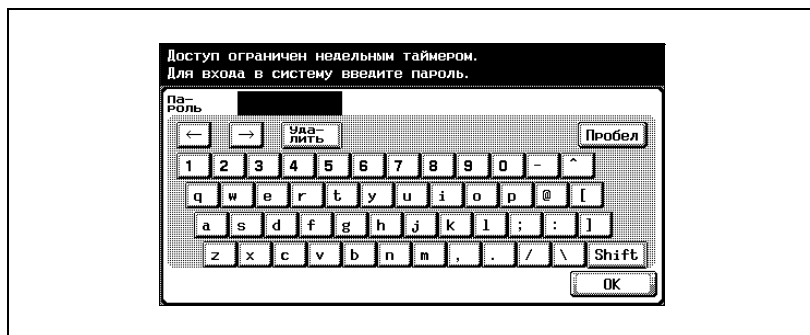 Доступ ограничен недельным таймером.
Для входа в систему введите пароль.
Па-
роль
← → Уда-
лить Пробел
1 2 3 4 5 6 7 8 9 0 - ^
q w e r t y u i o p @ [
a s d f g h j k l ; : ]
z x c v b n m , . / \ Shift
OK